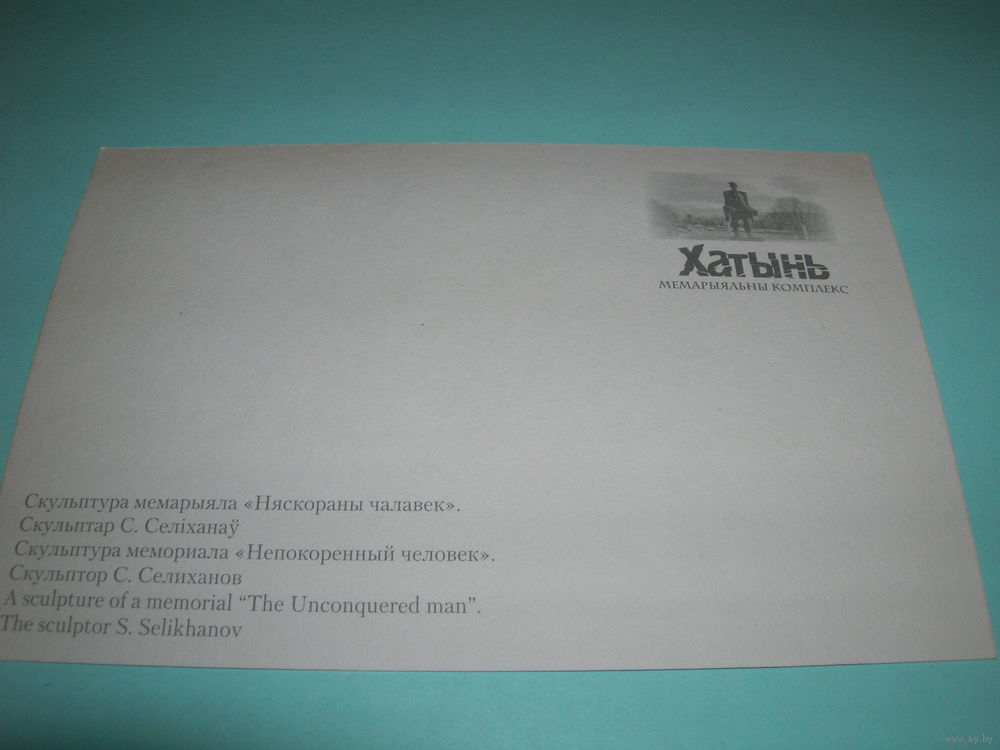 Хатынь
МЕМАРЫЯЛЬНЫ КОМПЛЕКС
Скульптура мемарыяла «Няскораны чалавек».
Скульптар С. Селіханаў
Скульптура мемориала «Непокоренный человек».
Скульптор С. Селиханов
A sculpture of a memorial “The Unconquered man”.
The sculptor S. Selikhanov
www.ay.by